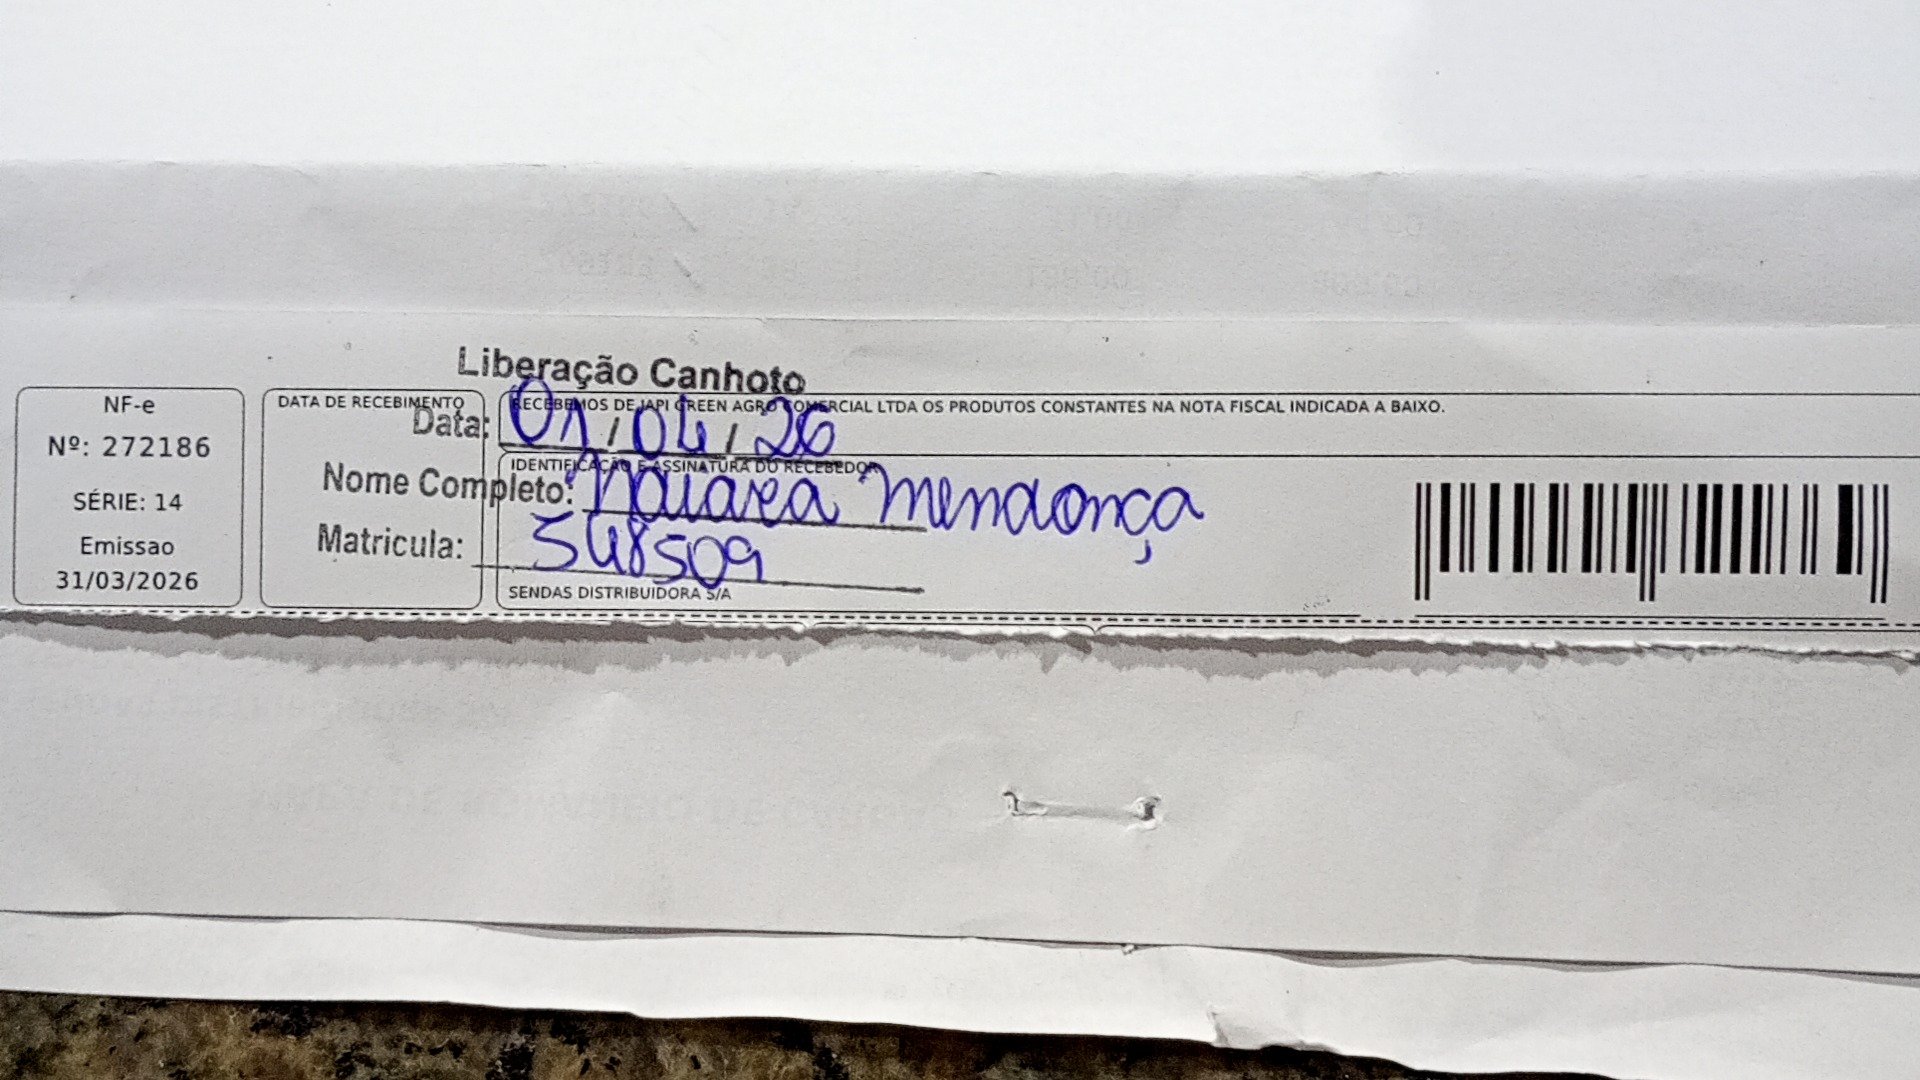 Liberação Canhoto
NF-e
Nº: 272186
SÉRIE: 14
Emissao
31/03/2026
DATA DE RECEBIMENTO
RECEBEMOS DE JAPI GREEN AGRO COMERCIAL LTDA OS PRODUTOS CONSTANTES NA NOTA FISCAL INDICADA A BAIXO.
Data: 01/04/26
IDENTIFICAÇÃO E ASSINATURA DO RECEBEDOR
Nome Completo: Naiara Mendonça
Matricula: 548509
SENDAS DISTRIBUIDORA S/A